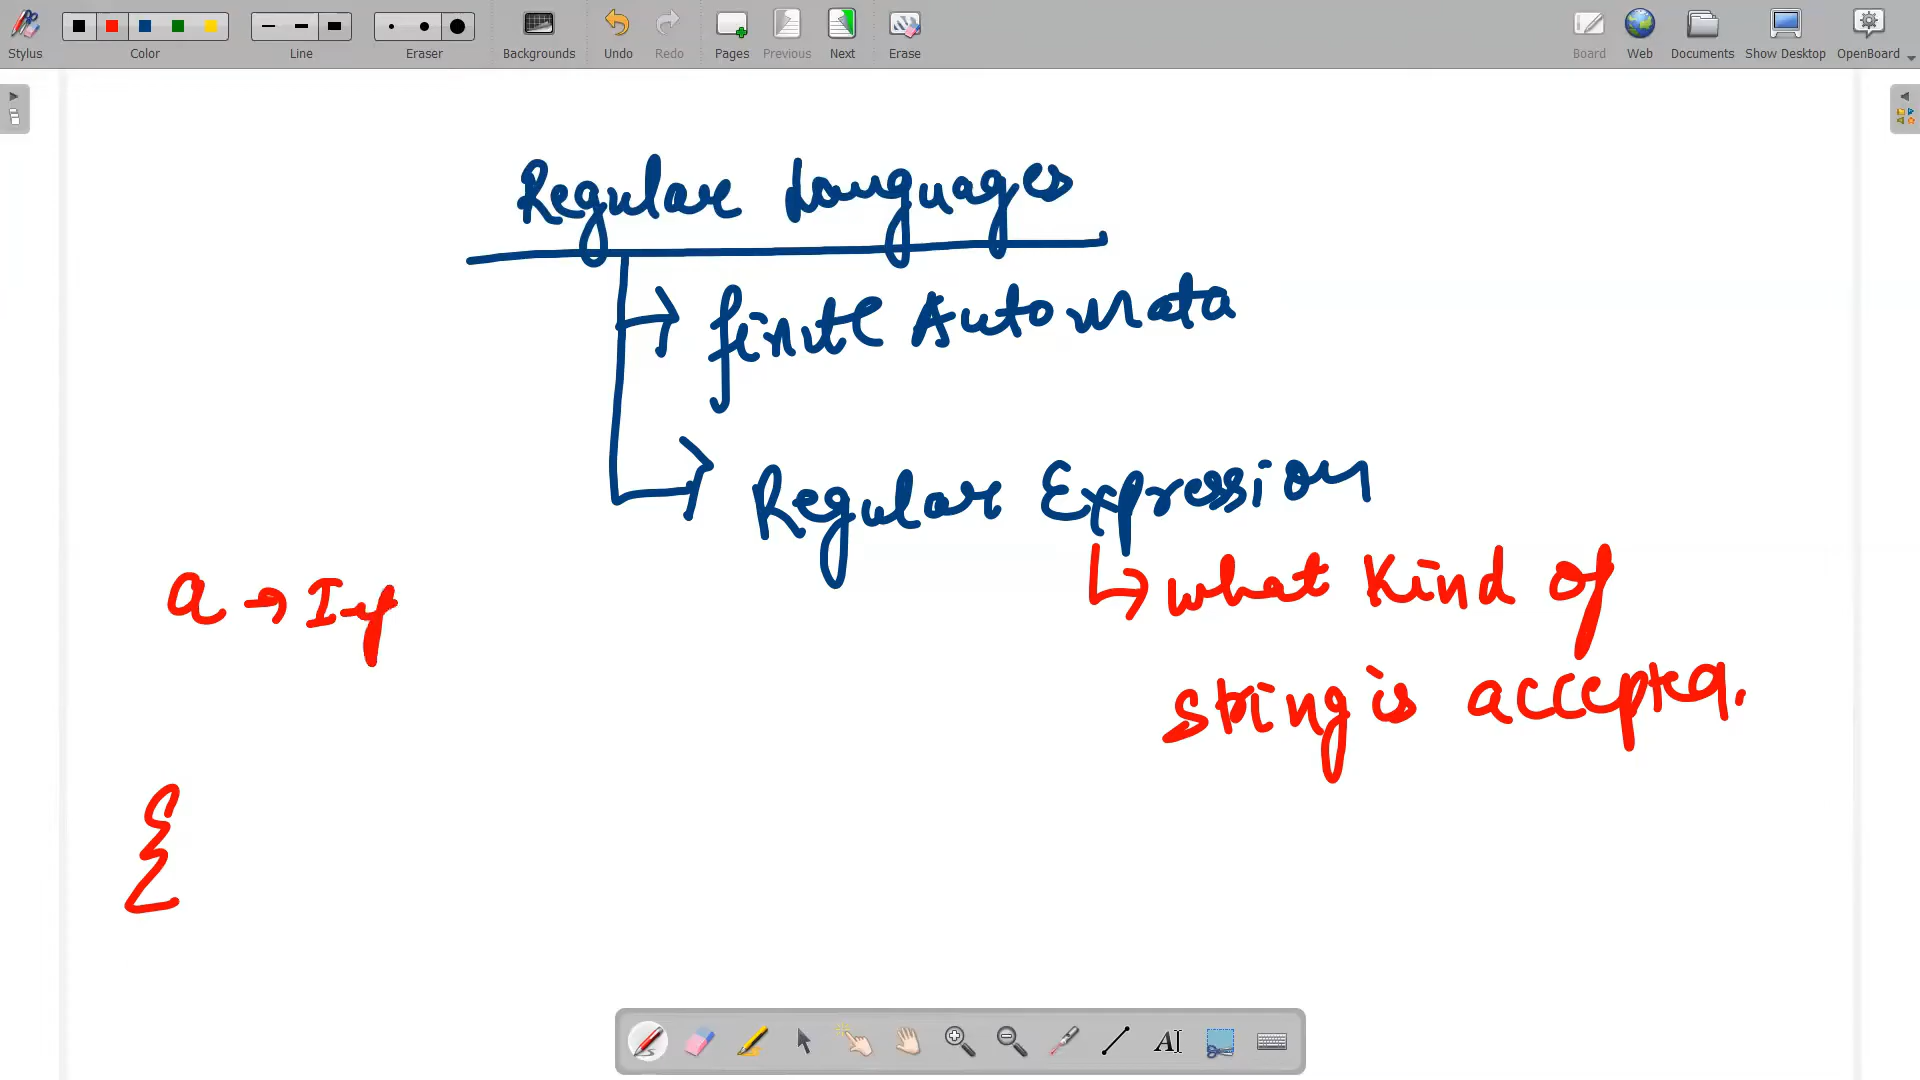 Stylus
Color
Line
Eraser
Backgrounds
Undo
Redo
Pages
Previous
Next
Erase
Board
Web
Documents
Show Desktop
OpenBoard
Regular Languages
→ finite Automata
→ Regular Expression
a → Inf
↳ what kind of
string is accepted.
{